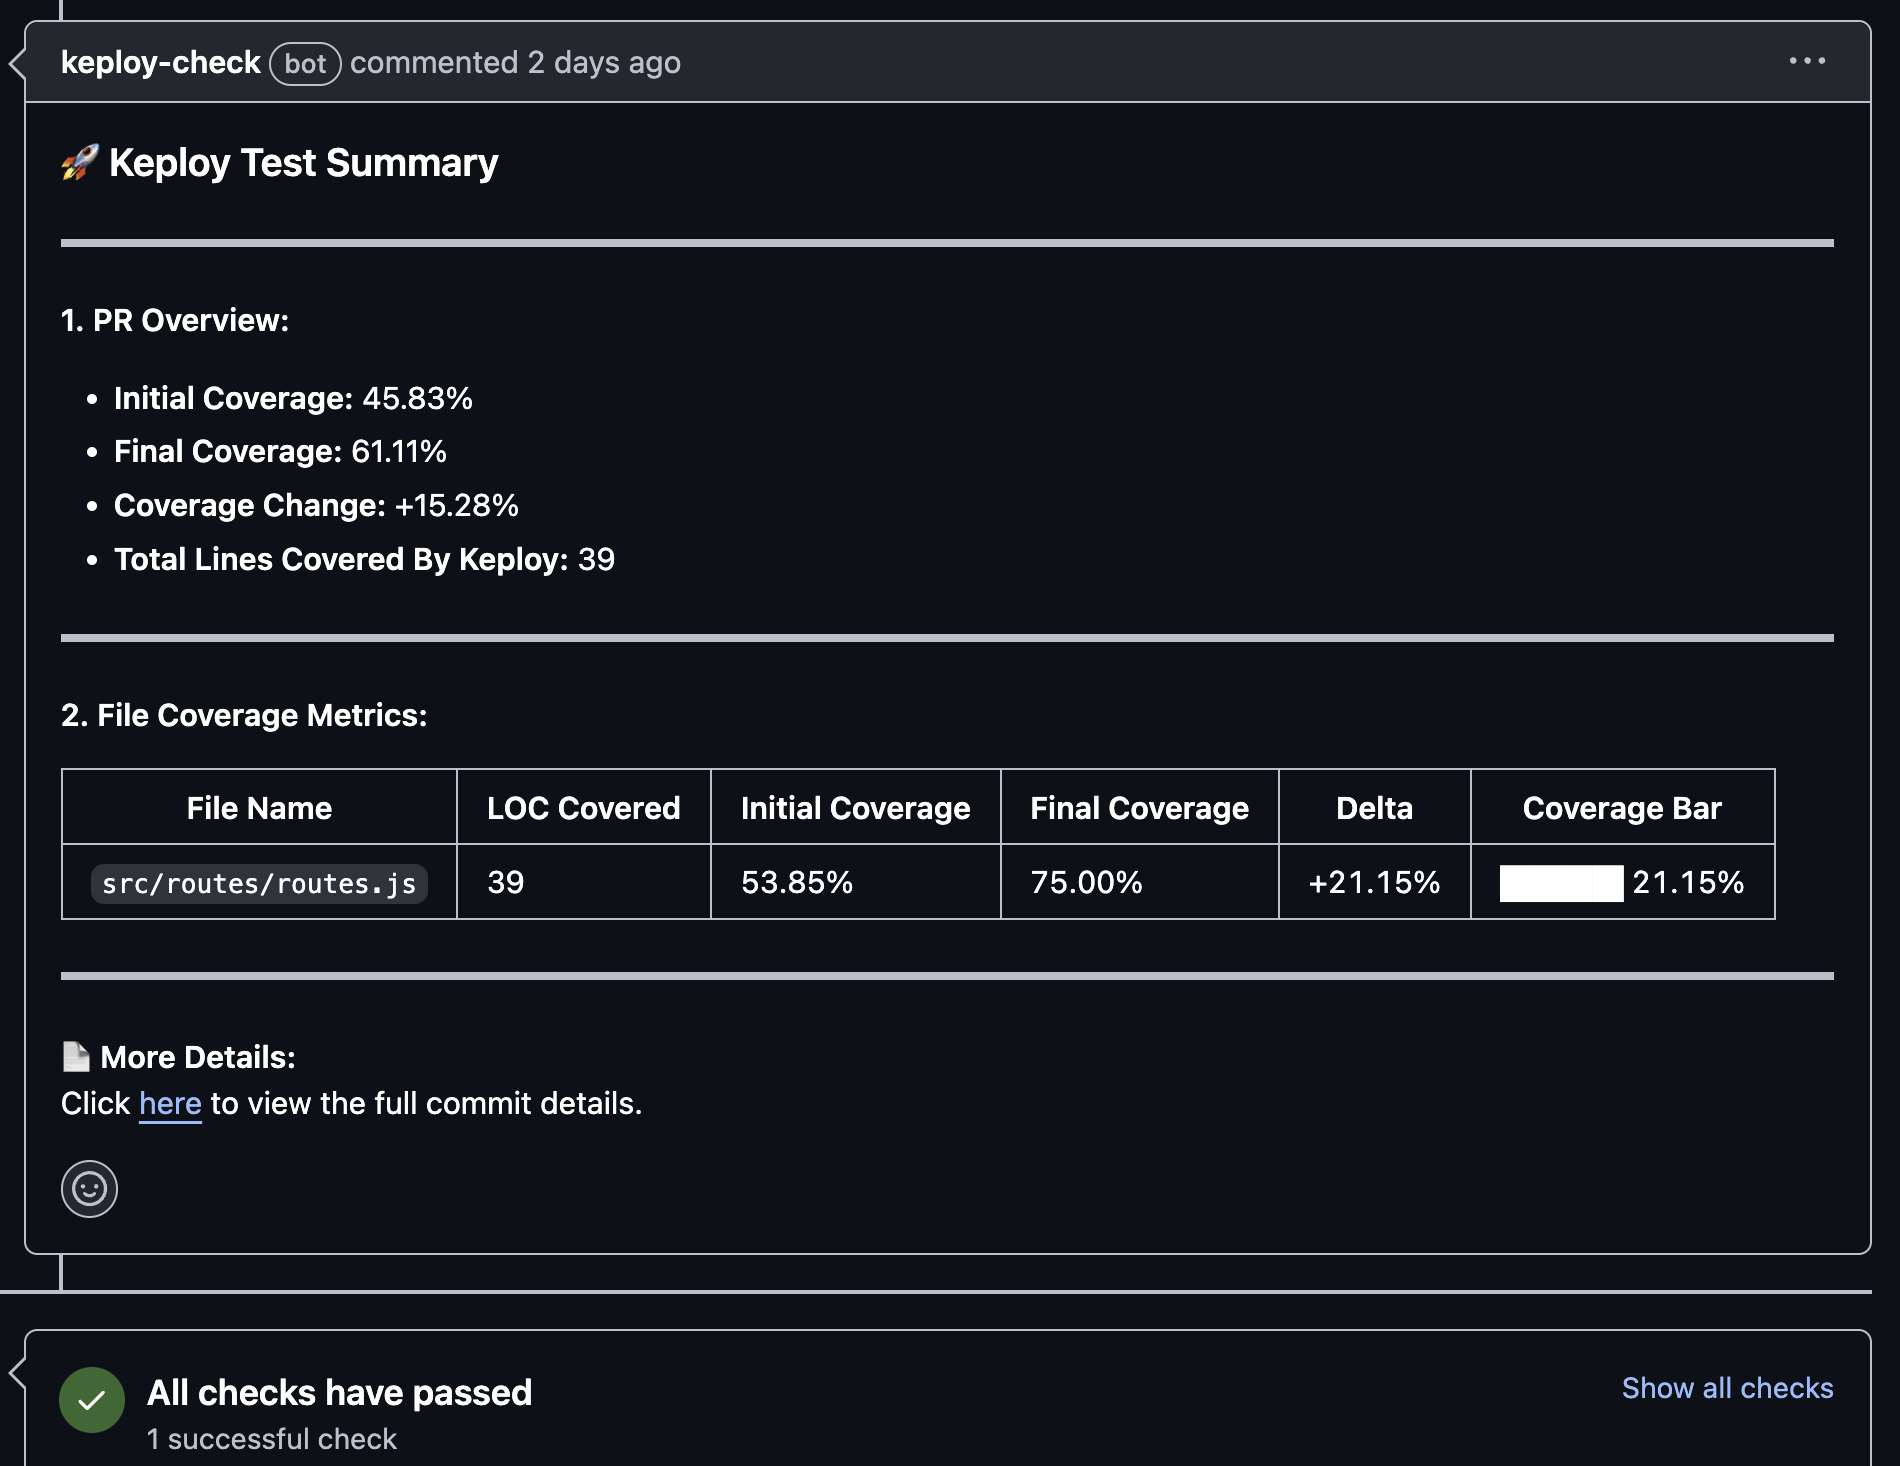 keploy-check bot commented 2 days ago
🚀 Keploy Test Summary
1. PR Overview:
• Initial Coverage: 45.83%
• Final Coverage: 61.11%
• Coverage Change: +15.28%
• Total Lines Covered By Keploy: 39
2. File Coverage Metrics:
File Name LOC Covered Initial Coverage Final Coverage Delta Coverage Bar
src/routes/routes.js 39 53.85% 75.00% +21.15% 21.15%
📄 More Details:
Click here to view the full commit details.
All checks have passed
Show all checks
1 successful check